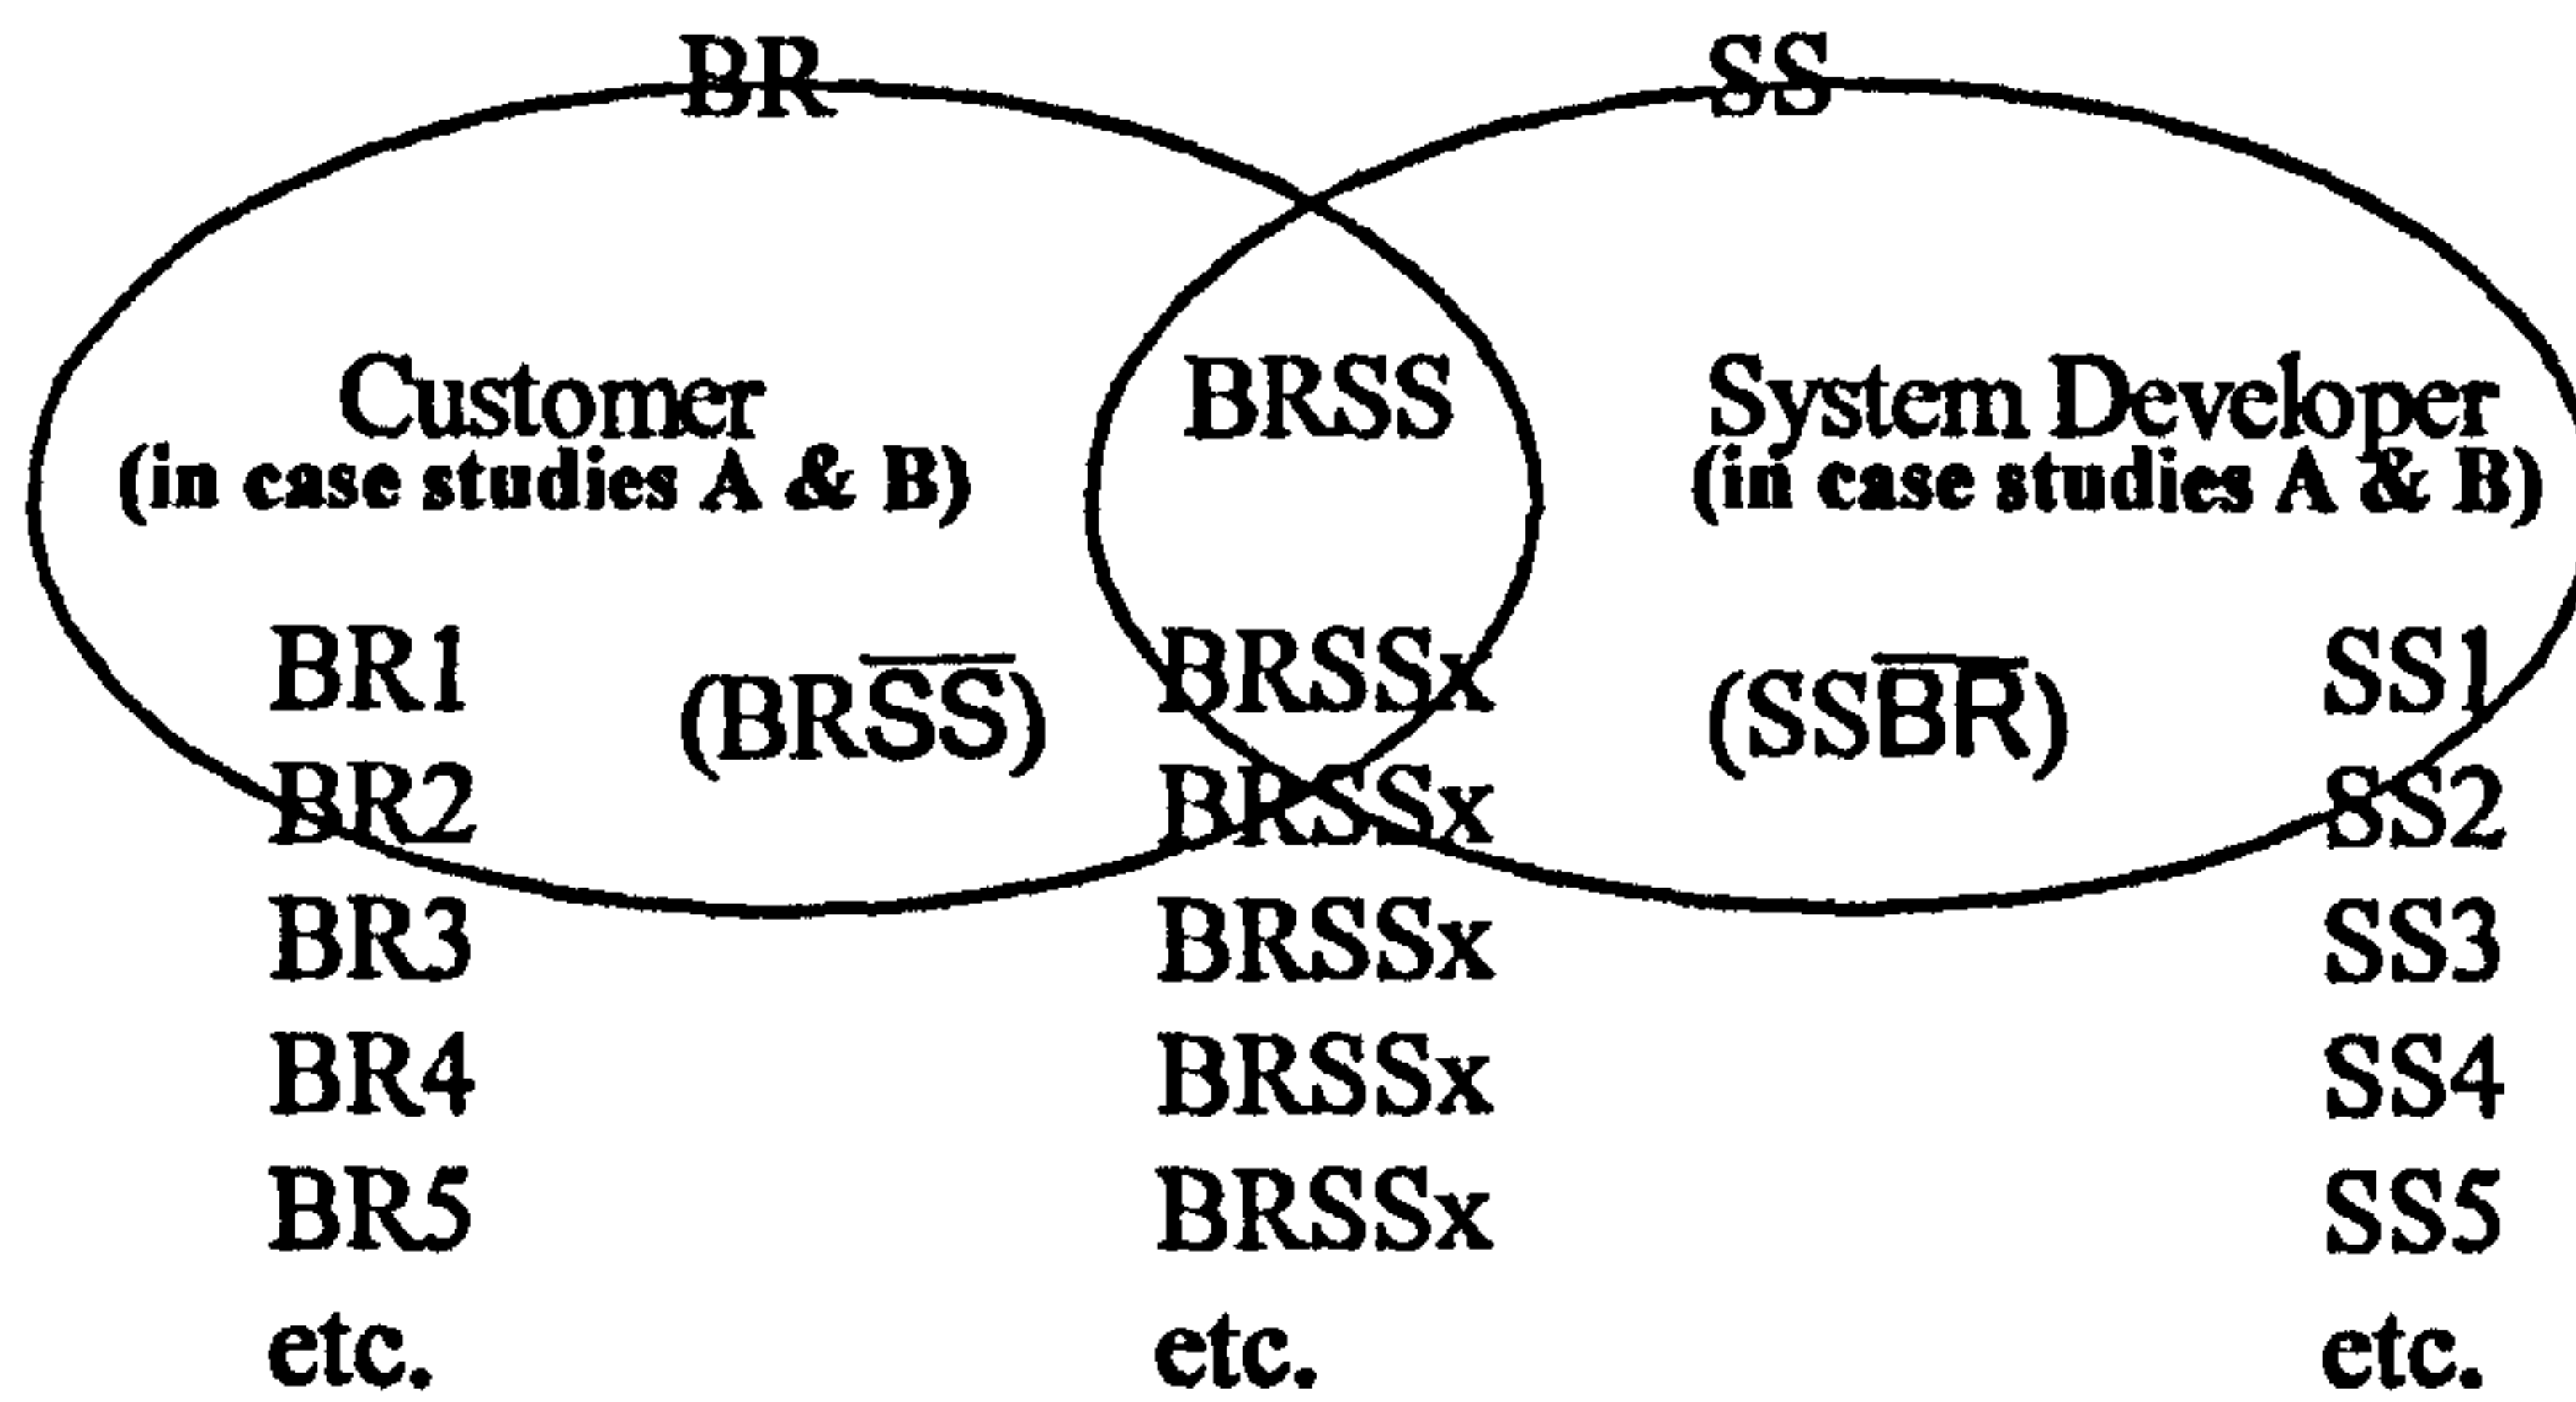 BR SS
Customer BRSS System Developer
(in case studies A & B) (in case studies A & B)
BR1 (BRS̅S̅) BRSSx (SSB̅R̅) SS1
BR2 BRSSx SS2
BR3 BRSSx SS3
BR4 BRSSx SS4
BR5 BRSSx SS5
etc. etc. etc.